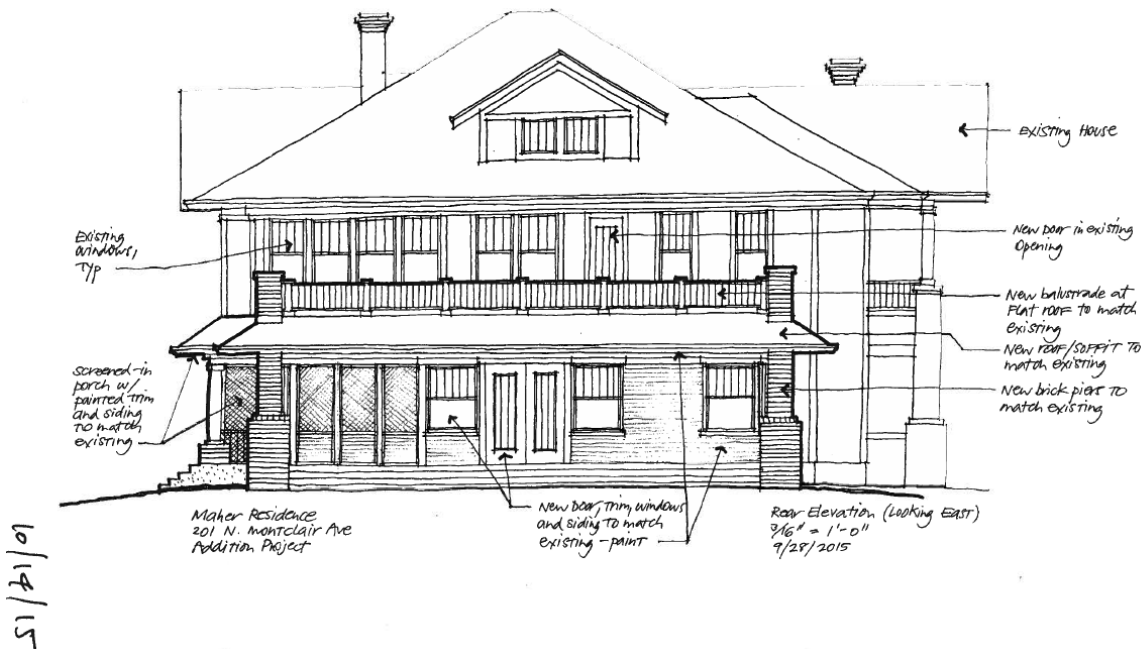 Existing House
Existing
windows,
Typ
New Door in existing
Opening
New balustrade at
Flat roof to match
existing
New roof/soffit to
match existing
New brick piers to
match existing
screened-in
porch w/
painted trim
and siding
to match
existing
Maher Residence
201 N. Montclair Ave
Addition Project
New Door, trim, windows
and siding to match
existing - paint
Rear Elevation (Looking East)
3/16" = 1'-0"
9/28/2015
10/19/15